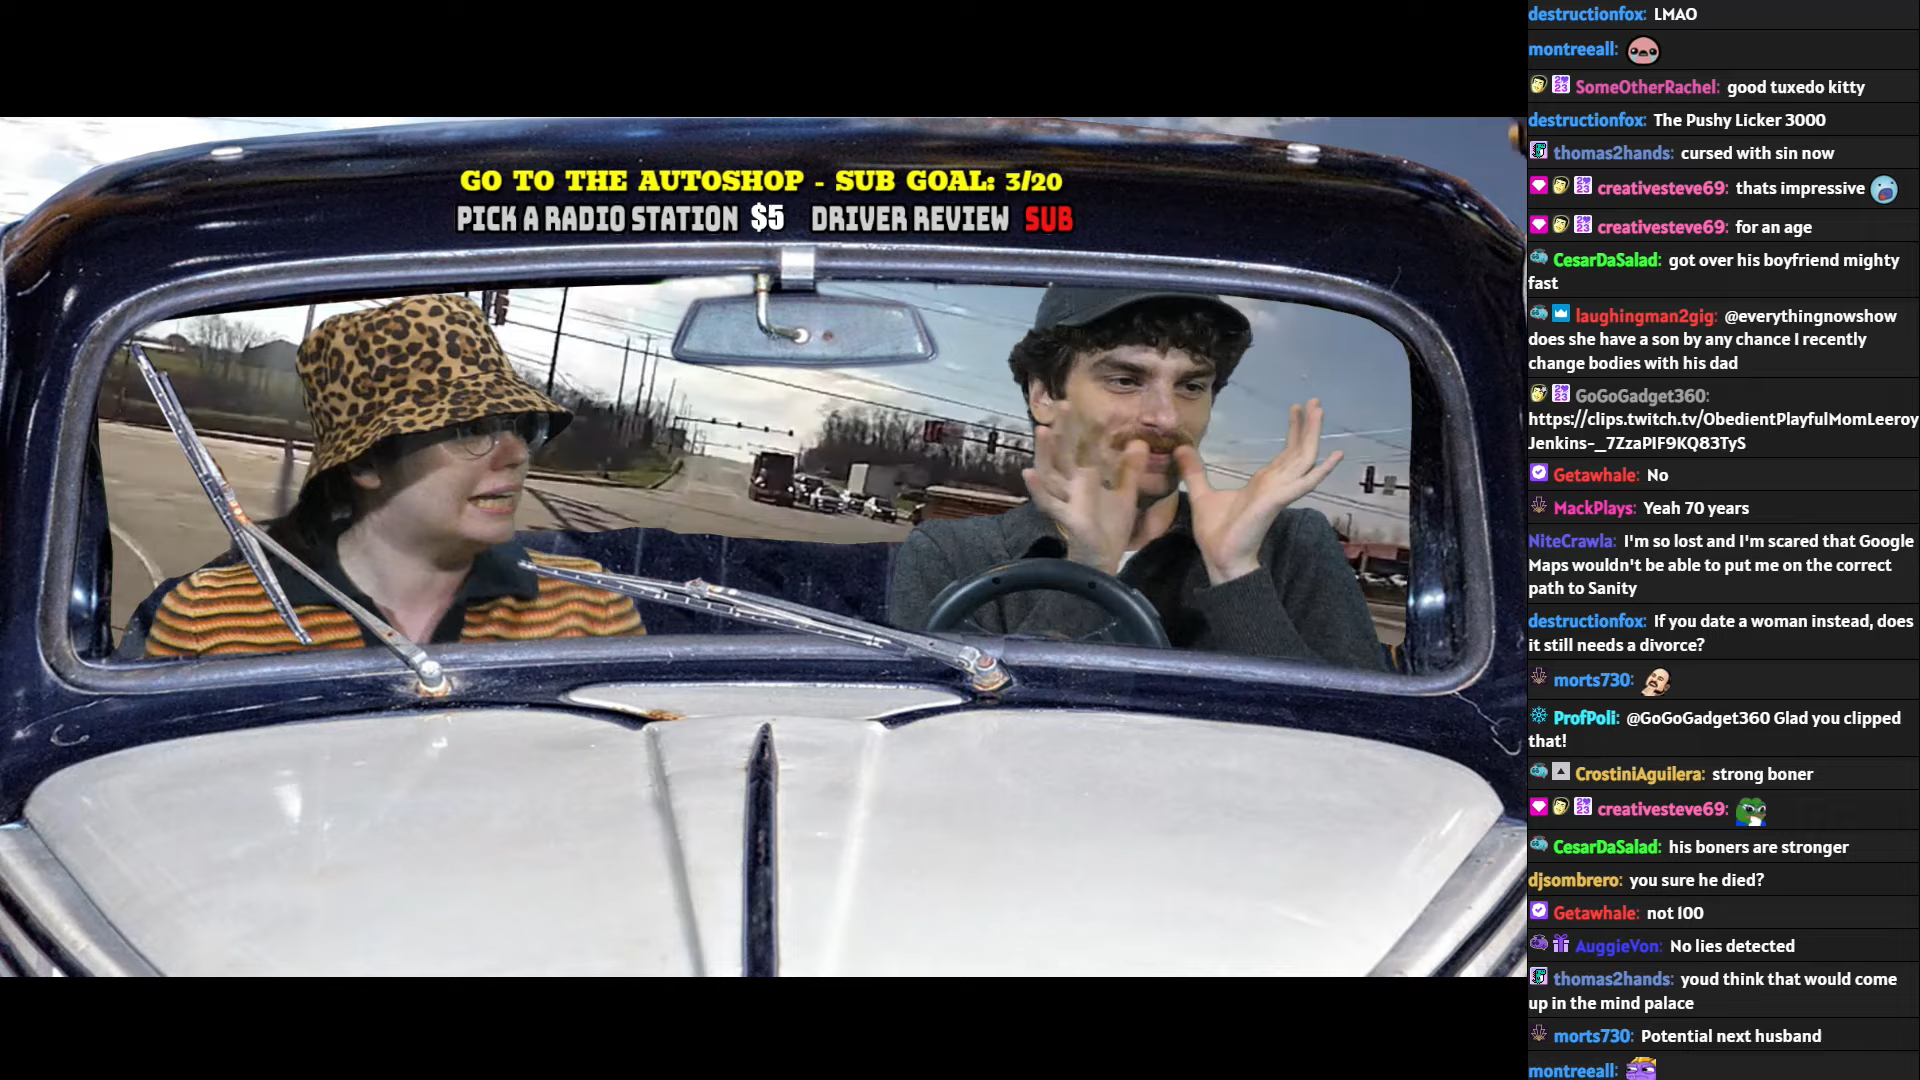 GO TO THE AUTOSHOP - SUB GOAL: 3/20
PICK A RADIO STATION $5 DRIVER REVIEW SUB
destructionfox: LMAO
montreeall:
SomeOtherRachel: good tuxedo kitty
destructionfox: The Pushy Licker 3000
thomas2hands: cursed with sin now
creativesteve69: thats impressive
creativesteve69: for an age
CesarDaSalad: got over his boyfriend mighty
fast
laughingman2gig: @everythingnowshow
does she have a son by any chance I recently
change bodies with his dad
GoGoGadget360:
https://clips.twitch.tv/ObedientPlayfulMomLeeroy
Jenkins-_7ZzaPIF9KQ83TyS
Getawhale: No
MackPlays: Yeah 70 years
NiteCrawla: I'm so lost and I'm scared that Google
Maps wouldn't be able to put me on the correct
path to Sanity
destructionfox: If you date a woman instead, does
it still needs a divorce?
morts730:
ProfPoli: @GoGoGadget360 Glad you clipped
that!
CrostiniAguilera: strong boner
creativesteve69:
CesarDaSalad: his boners are stronger
djsombrero: you sure he died?
Getawhale: not 100
AuggieVon: No lies detected
thomas2hands: youd think that would come
up in the mind palace
morts730: Potential next husband
montreeall: